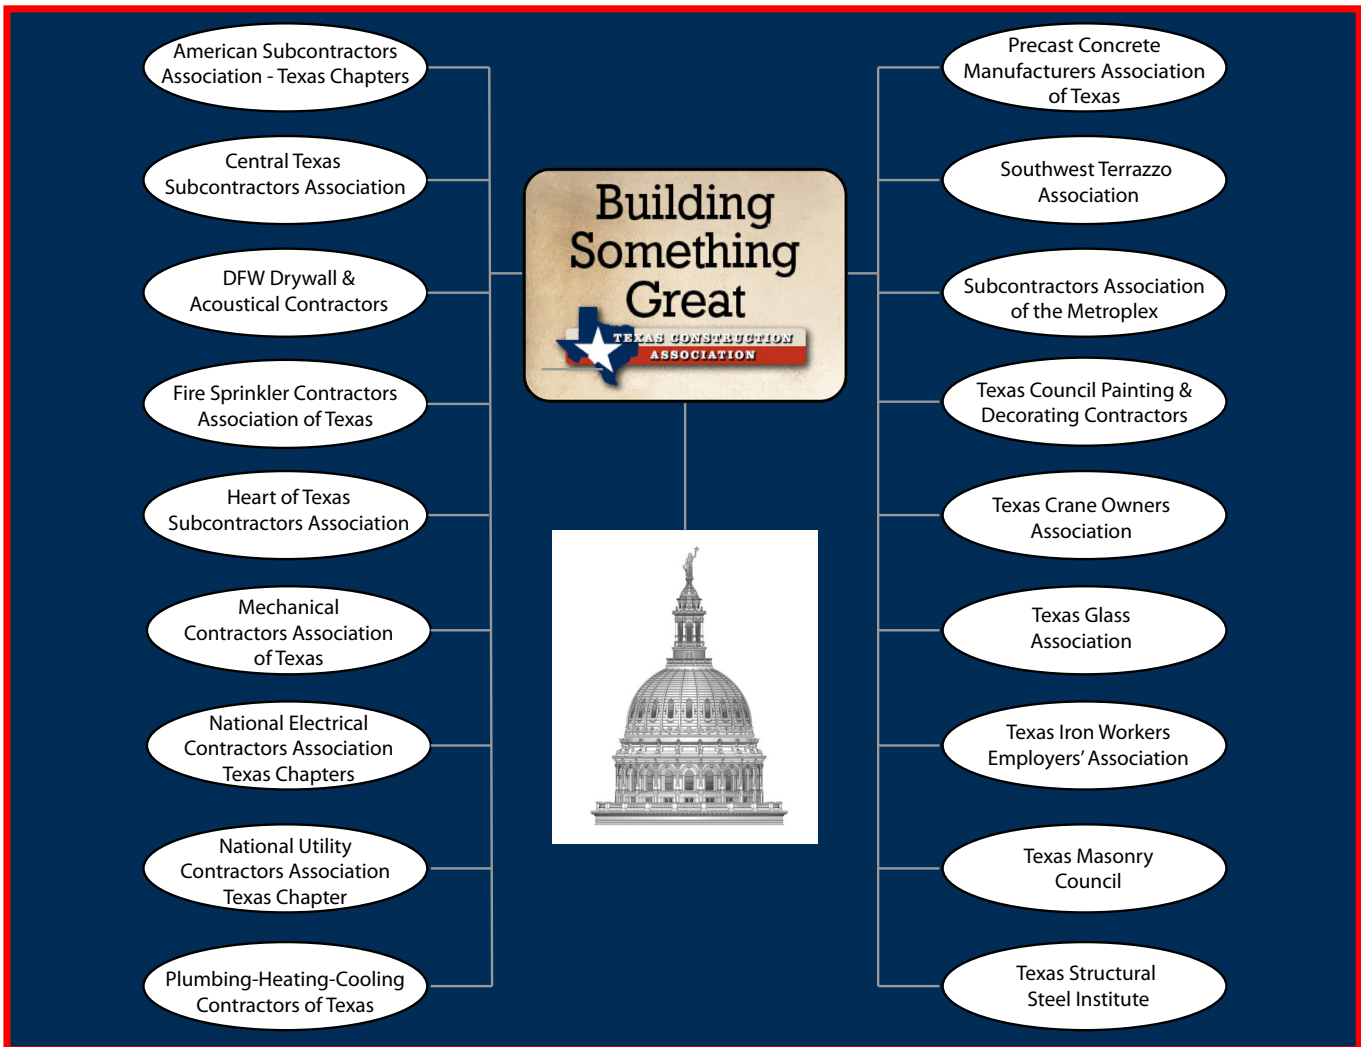 American Subcontractors
Association - Texas Chapters
Central Texas
Subcontractors Association
DFW Drywall &
Acoustical Contractors
Fire Sprinkler Contractors
Association of Texas
Heart of Texas
Subcontractors Association
Mechanical
Contractors Association
of Texas
National Electrical
Contractors Association
Texas Chapters
National Utility
Contractors Association
Texas Chapter
Plumbing-Heating-Cooling
Contractors of Texas
Building
Something
Great
TEXAS CONSTRUCTION
ASSOCIATION
Precast Concrete
Manufacturers Association
of Texas
Southwest Terrazzo
Association
Subcontractors Association
of the Metroplex
Texas Council Painting &
Decorating Contractors
Texas Crane Owners
Association
Texas Glass
Association
Texas Iron Workers
Employers’ Association
Texas Masonry
Council
Texas Structural
Steel Institute